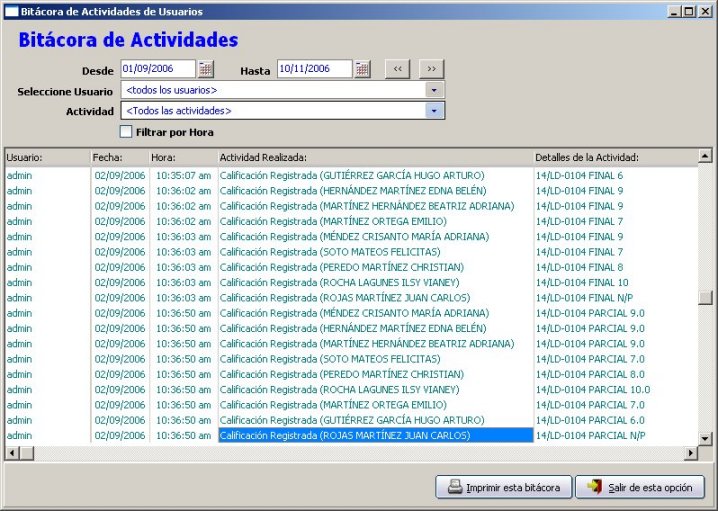 Bitácora de Actividades de Usuarios
Bitácora de Actividades
Desde 01/09/2006 Hasta 10/11/2006 << >>
Seleccione Usuario <todos los usuarios>
Actividad <Todas las actividades>
Filtrar por Hora
Usuario: Fecha: Hora: Actividad Realizada: Detalles de la Actividad:
admin 02/09/2006 10:35:07 am Calificación Registrada (GUTIÉRREZ GARCÍA HUGO ARTURO) 14/LD-0104 FINAL 6
admin 02/09/2006 10:36:02 am Calificación Registrada (HERNÁNDEZ MARTÍNEZ EDNA BELÉN) 14/LD-0104 FINAL 9
admin 02/09/2006 10:36:02 am Calificación Registrada (MARTÍNEZ HERNÁNDEZ BEATRIZ ADRIANA) 14/LD-0104 FINAL 9
admin 02/09/2006 10:36:02 am Calificación Registrada (MARTÍNEZ ORTEGA EMILIO) 14/LD-0104 FINAL 7
admin 02/09/2006 10:36:03 am Calificación Registrada (MÉNDEZ CRISANTO MARÍA ADRIANA) 14/LD-0104 FINAL 9
admin 02/09/2006 10:36:03 am Calificación Registrada (SOTO MATEOS FELICITAS) 14/LD-0104 FINAL 7
admin 02/09/2006 10:36:03 am Calificación Registrada (PEREDO MARTÍNEZ CHRISTIAN) 14/LD-0104 FINAL 8
admin 02/09/2006 10:36:03 am Calificación Registrada (ROCHA LAGUNES ILSY VIANEY) 14/LD-0104 FINAL 10
admin 02/09/2006 10:36:03 am Calificación Registrada (ROJAS MARTÍNEZ JUAN CARLOS) 14/LD-0104 FINAL N/P
admin 02/09/2006 10:36:50 am Calificación Registrada (MÉNDEZ CRISANTO MARÍA ADRIANA) 14/LD-0104 PARCIAL 9.0
admin 02/09/2006 10:36:50 am Calificación Registrada (HERNÁNDEZ MARTÍNEZ EDNA BELÉN) 14/LD-0104 PARCIAL 9.0
admin 02/09/2006 10:36:50 am Calificación Registrada (MARTÍNEZ HERNÁNDEZ BEATRIZ ADRIANA) 14/LD-0104 PARCIAL 9.0
admin 02/09/2006 10:36:50 am Calificación Registrada (SOTO MATEOS FELICITAS) 14/LD-0104 PARCIAL 7.0
admin 02/09/2006 10:36:50 am Calificación Registrada (PEREDO MARTÍNEZ CHRISTIAN) 14/LD-0104 PARCIAL 8.0
admin 02/09/2006 10:36:50 am Calificación Registrada (ROCHA LAGUNES ILSY VIANEY) 14/LD-0104 PARCIAL 10.0
admin 02/09/2006 10:36:50 am Calificación Registrada (MARTÍNEZ ORTEGA EMILIO) 14/LD-0104 PARCIAL 7.0
admin 02/09/2006 10:36:50 am Calificación Registrada (GUTIÉRREZ GARCÍA HUGO ARTURO) 14/LD-0104 PARCIAL 6.0
admin 02/09/2006 10:36:50 am Calificación Registrada (ROJAS MARTÍNEZ JUAN CARLOS) 14/LD-0104 PARCIAL N/P
Imprimir esta bitácora Salir de esta opción